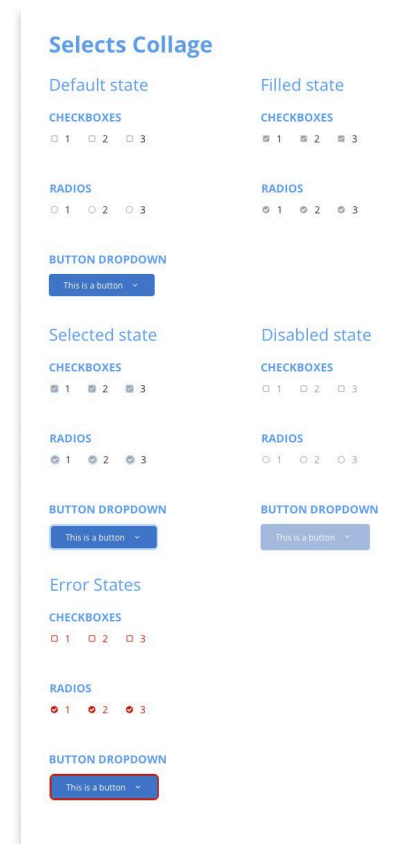 Selects Collage
Default state
CHECKBOXES
1 2 3
RADIOS
1 2 3
BUTTON DROPDOWN
This is a button
Filled state
CHECKBOXES
1 2 3
RADIOS
1 2 3
Selected state
CHECKBOXES
1 2 3
RADIOS
1 2 3
BUTTON DROPDOWN
This is a button
Disabled state
CHECKBOXES
1 2 3
RADIOS
1 2 3
BUTTON DROPDOWN
This is a button
Error States
CHECKBOXES
1 2 3
RADIOS
1 2 3
BUTTON DROPDOWN
This is a button